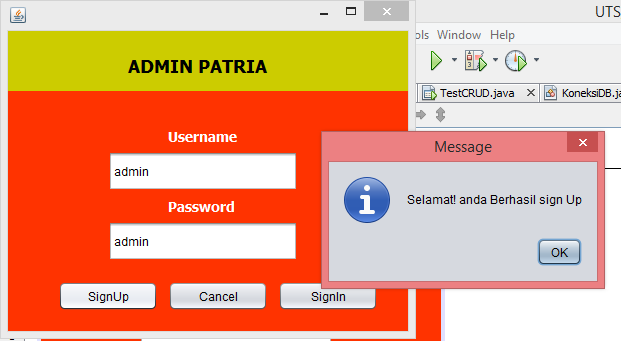 UTS
ols Window Help
TestCRUD.java
KoneksiDB.ja
ADMIN PATRIA
Username
admin
Password
admin
SignUp Cancel SignIn
Message
Selamat! anda Berhasil sign Up
OK